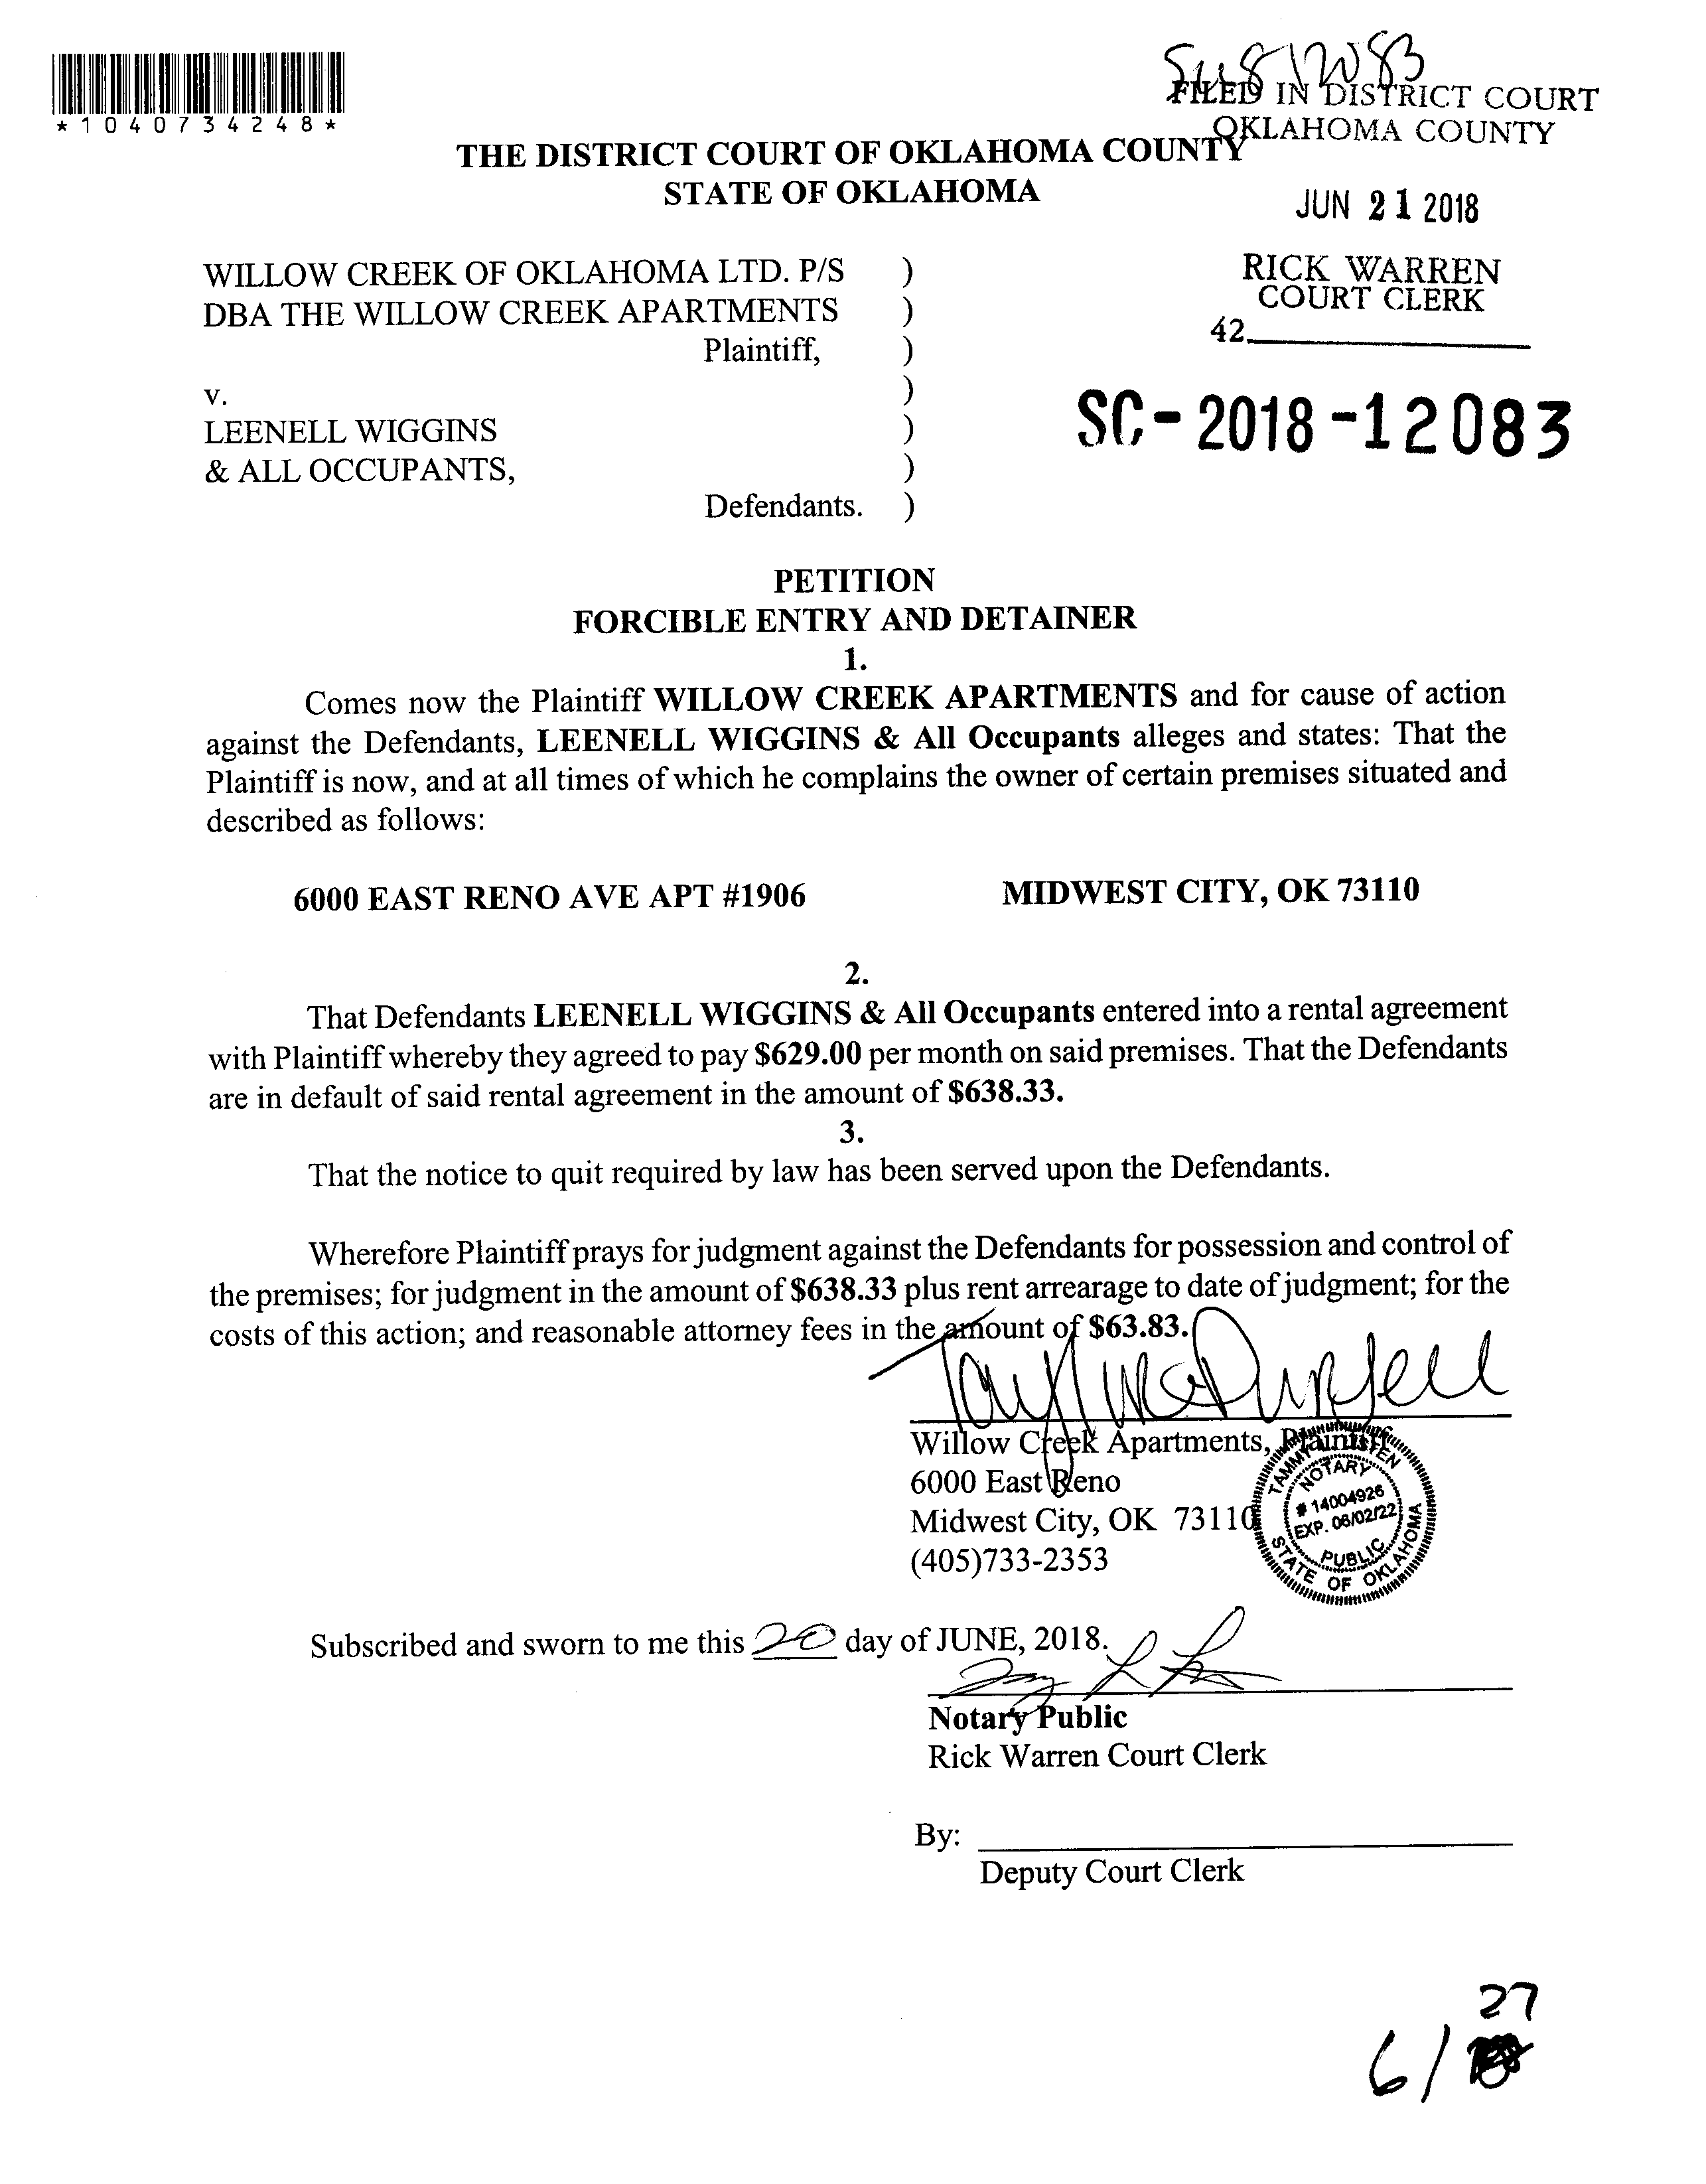 *1040734248*
FILED IN DISTRICT COURT
OKLAHOMA COUNTY
THE DISTRICT COURT OF OKLAHOMA COUNTY
STATE OF OKLAHOMA
JUN 21 2018
RICK WARREN
COURT CLERK
42
WILLOW CREEK OF OKLAHOMA LTD. P/S )
DBA THE WILLOW CREEK APARTMENTS )
Plaintiff, )
v. )
LEENELL WIGGINS )
& ALL OCCUPANTS, )
Defendants. )
SC-2018-12083
PETITION
FORCIBLE ENTRY AND DETAINER
1.
Comes now the Plaintiff WILLOW CREEK APARTMENTS and for cause of action
against the Defendants, LEENELL WIGGINS & All Occupants alleges and states: That the
Plaintiff is now, and at all times of which he complains the owner of certain premises situated and
described as follows:
6000 EAST RENO AVE APT #1906 MIDWEST CITY, OK 73110
2.
That Defendants LEENELL WIGGINS & All Occupants entered into a rental agreement
with Plaintiff whereby they agreed to pay $629.00 per month on said premises. That the Defendants
are in default of said rental agreement in the amount of $638.33.
3.
That the notice to quit required by law has been served upon the Defendants.
Wherefore Plaintiff prays for judgment against the Defendants for possession and control of
the premises; for judgment in the amount of $638.33 plus rent arrearage to date of judgment; for the
costs of this action; and reasonable attorney fees in the amount of $63.83.
Willow Creek Apartments, Plaintiff
6000 East Reno
Midwest City, OK 73110
(405)733-2353
TAMMY
NOTARY
# 14004926
EXP. 06/02/22
PUBLIC
STATE OF OKLAHOMA
Subscribed and sworn to me this 20 day of JUNE, 2018.
Notary Public
Rick Warren Court Clerk
By:
Deputy Court Clerk
27
6/